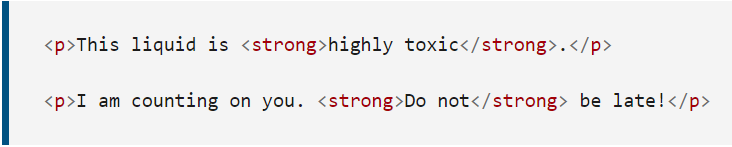 <p>This liquid is <strong>highly toxic</strong>.</p>
<p>I am counting on you. <strong>Do not</strong> be late!</p>